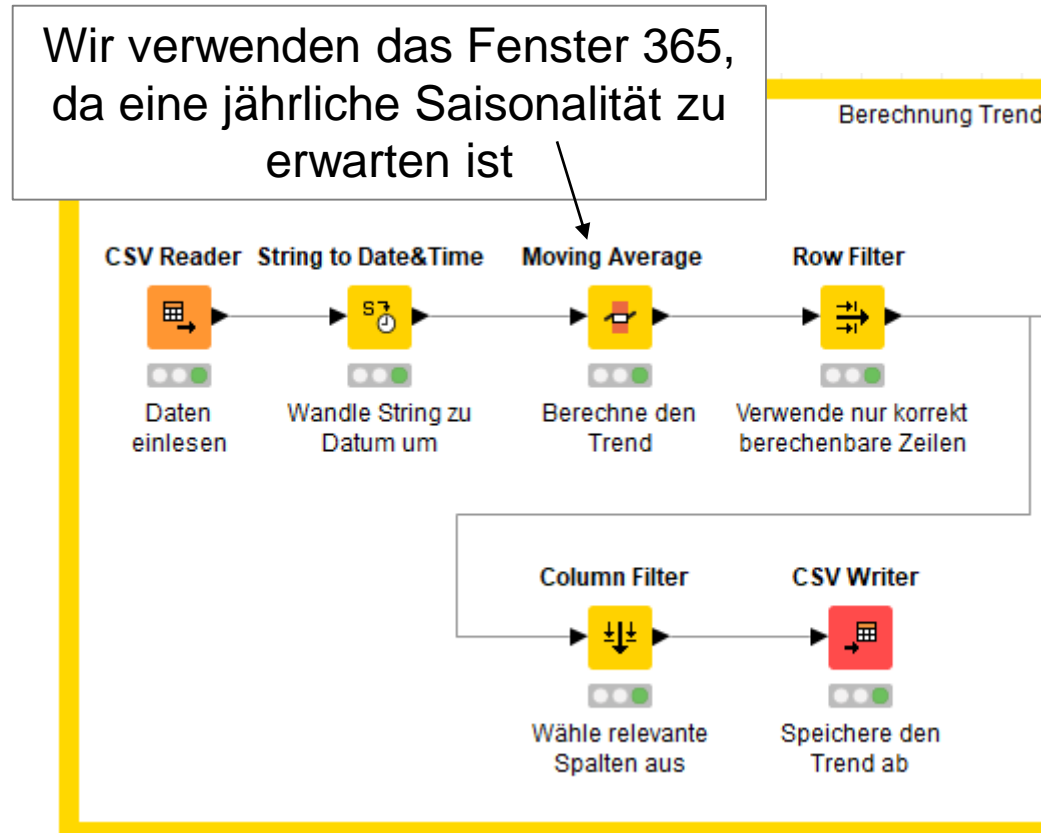 Wir verwenden das Fenster 365,
da eine jährliche Saisonalität zu
erwarten ist
Berechnung Trend
CSV Reader
String to Date&Time
Moving Average
Row Filter
S
Daten
einlesen
Wandle String zu
Datum um
Berechne den
Trend
Verwende nur korrekt
berechenbare Zeilen
Column Filter
CSV Writer
Wähle relevante
Spalten aus
Speichere den
Trend ab